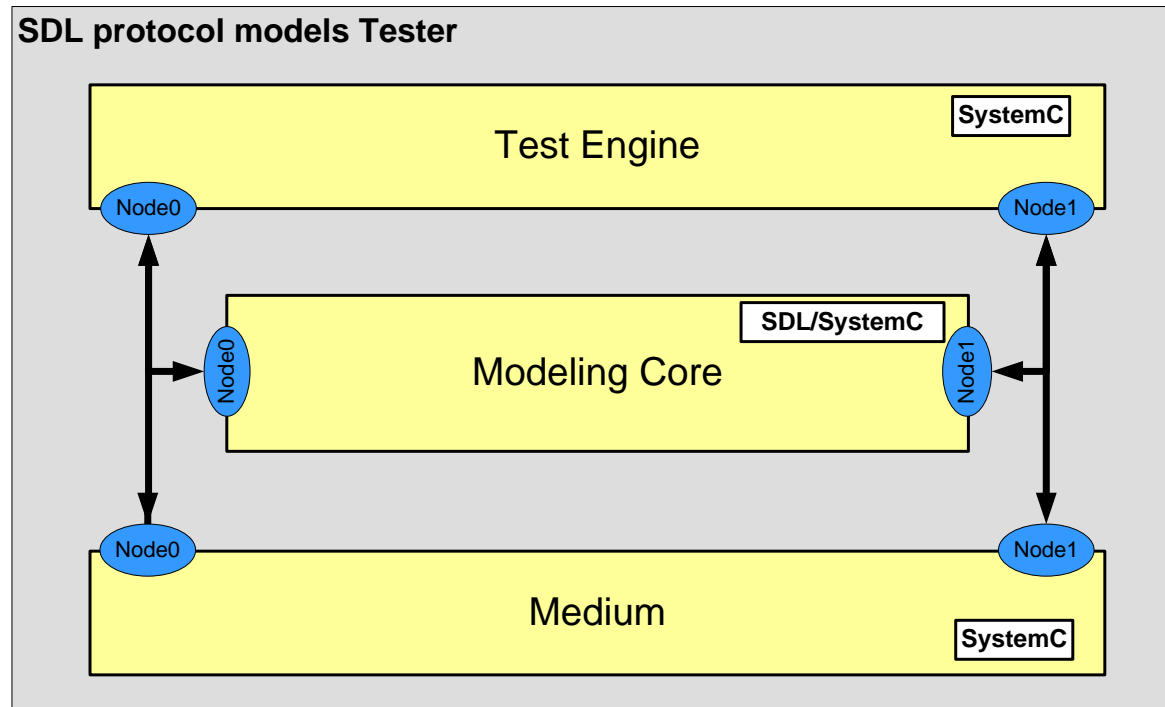 SDL protocol models Tester
SystemC
Test Engine
Node0
Node1
SDL/SystemC
Node0
Modeling Core
Node1
Node0
Node1
Medium
SystemC